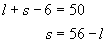 l + s − 6 = 50
s = 56 − l